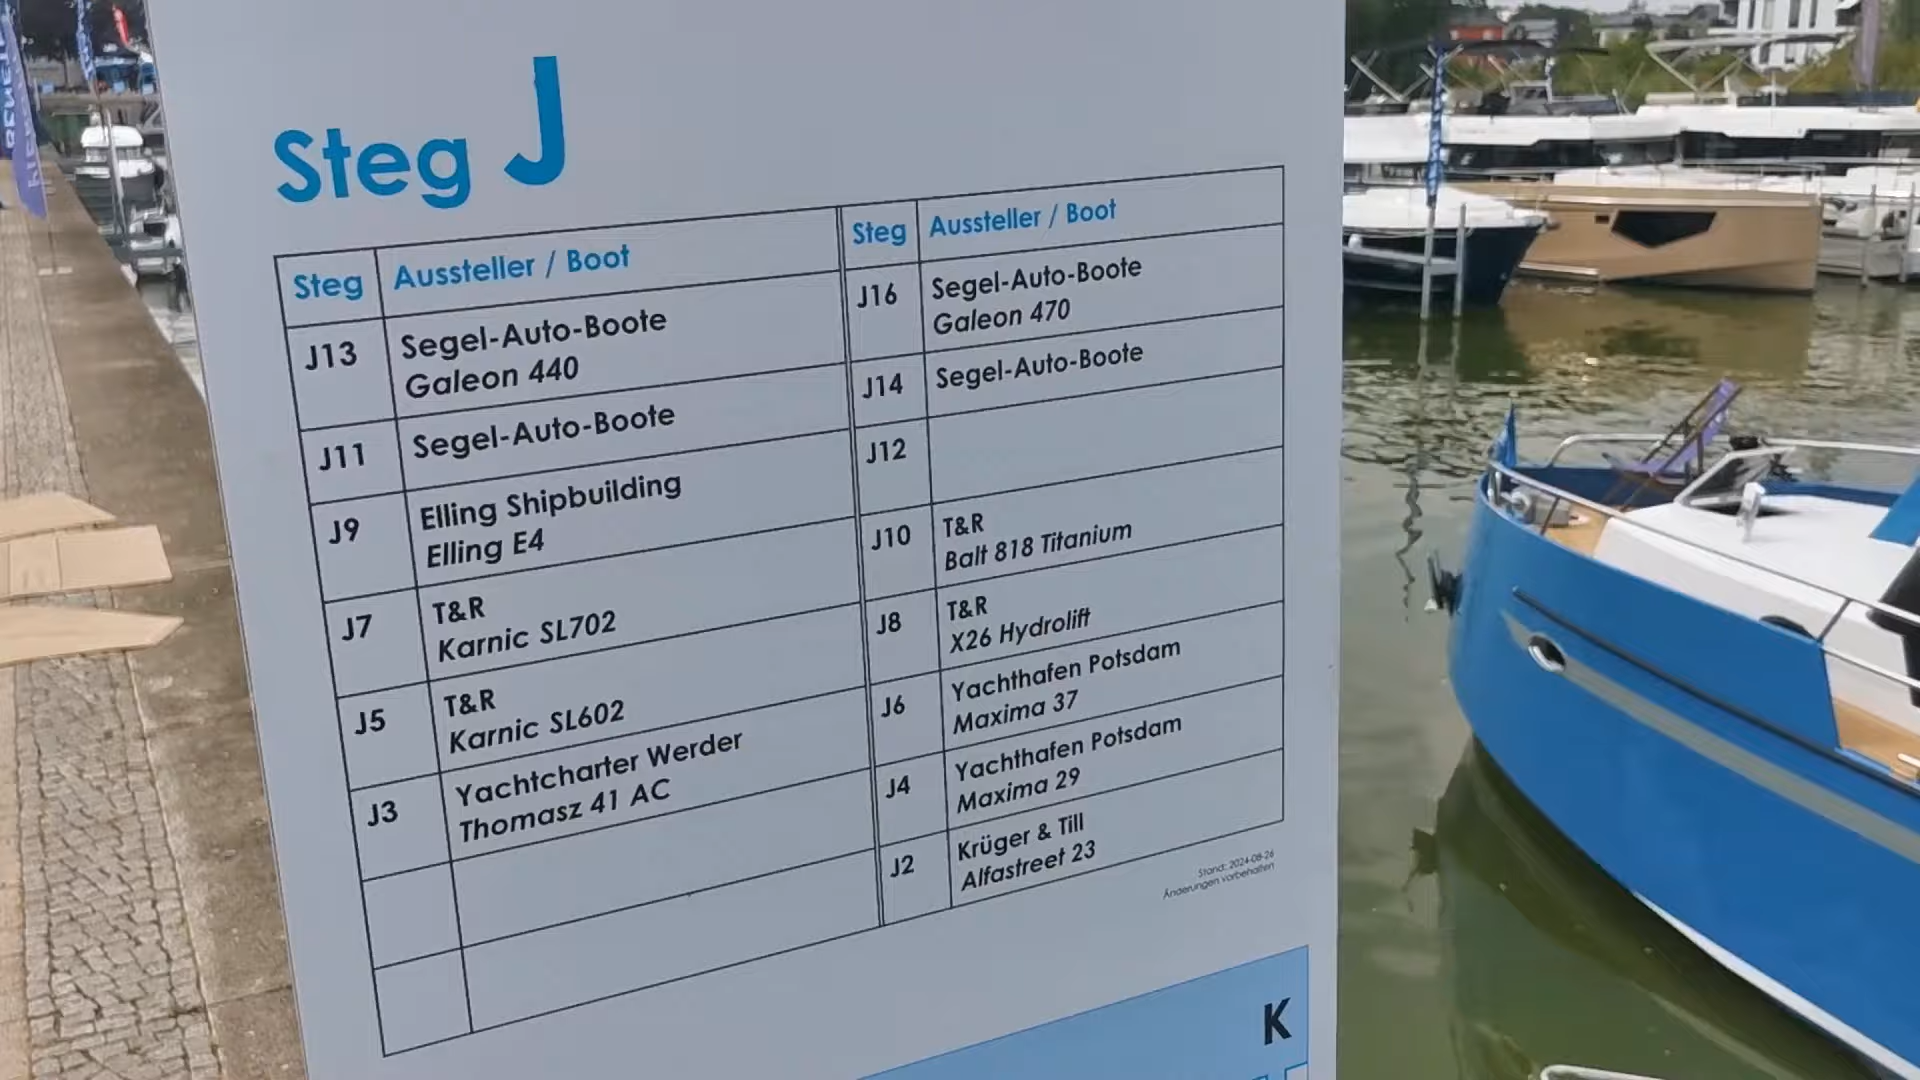 Steg J
Steg Aussteller / Boot
J13 Segel-Auto-Boote
Galeon 440
J11 Segel-Auto-Boote
J9 Elling Shipbuilding
Elling E4
J7 T&R
Karnic SL702
J5 T&R
Karnic SL602
J3 Yachtcharter Werder
Thomasz 41 AC
Steg Aussteller / Boot
J16 Segel-Auto-Boote
Galeon 470
J14 Segel-Auto-Boote
J12
J10 T&R
Balt 818 Titanium
J8 T&R
X26 Hydrolift
J6 Yachthafen Potsdam
Maxima 37
J4 Yachthafen Potsdam
Maxima 29
J2 Krüger & Till
Alfastreet 23
Stand: 2024-08-26
Änderungen vorbehalten
K